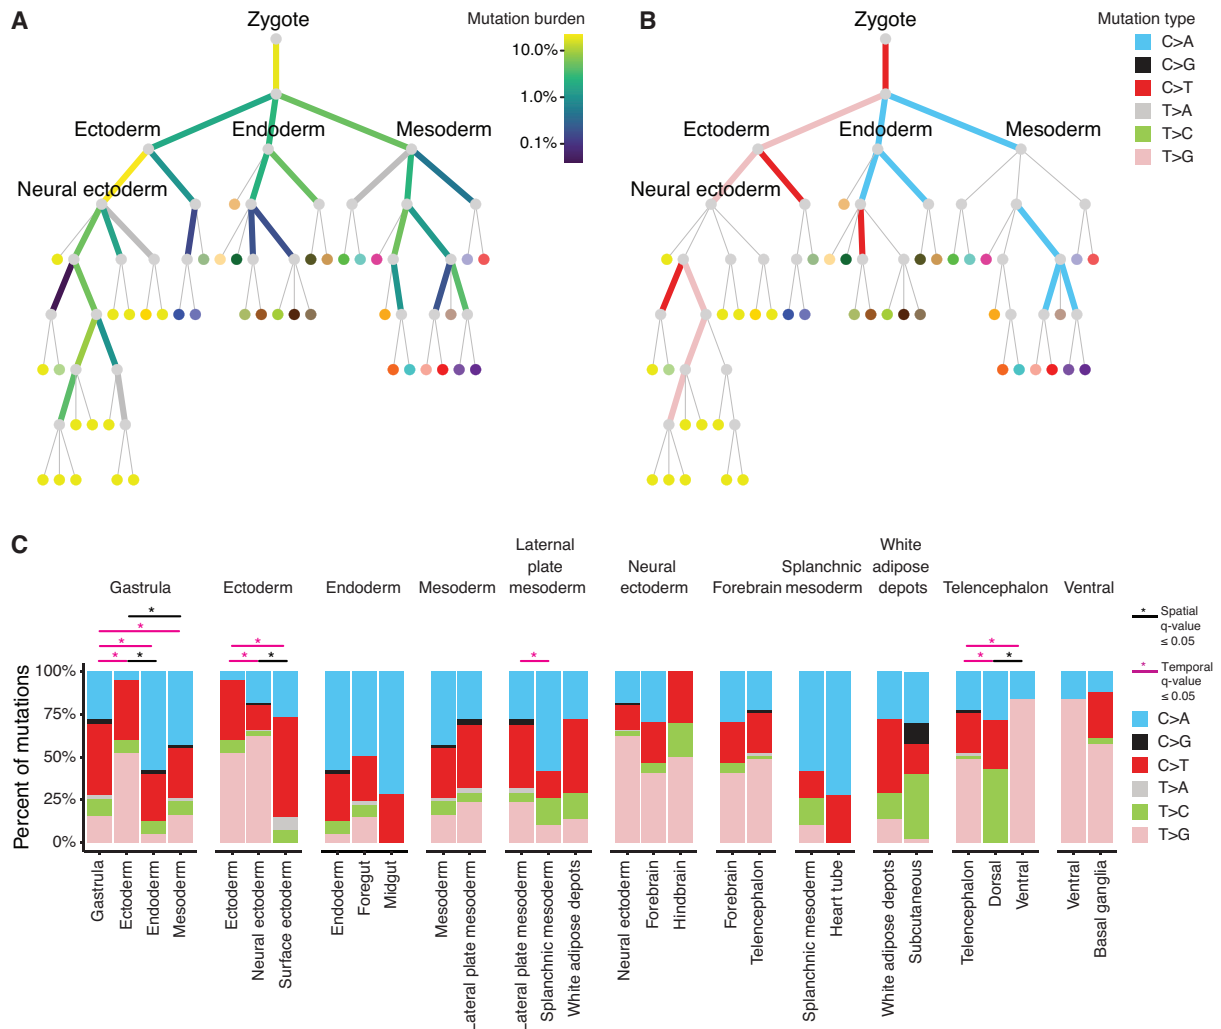 A
Zygote
Mutation burden
10.0%
1.0%
0.1%
Ectoderm
Endoderm
Mesoderm
Neural ectoderm
B
Zygote
Mutation type
C>A
C>G
C>T
T>A
T>C
T>G
Ectoderm
Endoderm
Mesoderm
Neural ectoderm
C
Gastrula
Ectoderm
Endoderm
Mesoderm
Laternal
plate
mesoderm
Neural
ectoderm
Forebrain
Splanchnic
mesoderm
White
adipose
depots
Telencephalon
Ventral
* * * * *
* * *
*
* * * *
* Spatial
q-value
≤ 0.05
* Temporal
q-value
≤ 0.05
C>A
C>G
C>T
T>A
T>C
T>G
Percent of mutations
100%
75%
50%
25%
0%
Gastrula
Ectoderm
Endoderm
Mesoderm
Ectoderm
Neural ectoderm
Surface ectoderm
Endoderm
Foregut
Midgut
Mesoderm
Lateral plate mesoderm
Lateral plate mesoderm
Splanchnic mesoderm
White adipose depots
Neural ectoderm
Forebrain
Hindbrain
Forebrain
Telencephalon
Splanchnic mesoderm
Heart tube
White adipose depots
Subcutaneous
Telencephalon
Dorsal
Ventral
Ventral
Basal ganglia